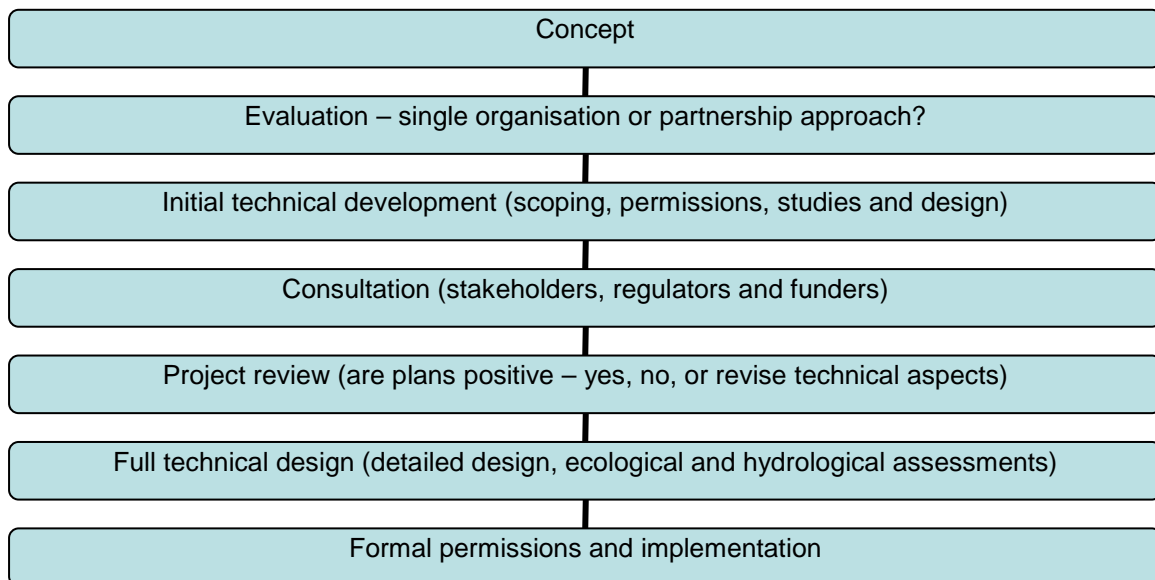 Concept
Evaluation – single organisation or partnership approach?
Initial technical development (scoping, permissions, studies and design)
Consultation (stakeholders, regulators and funders)
Project review (are plans positive – yes, no, or revise technical aspects)
Full technical design (detailed design, ecological and hydrological assessments)
Formal permissions and implementation